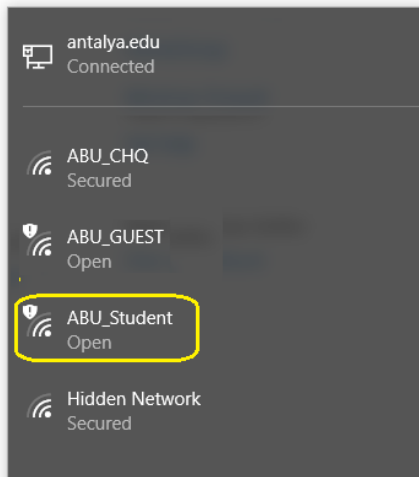 antalya.edu
Connected
ABU_CHQ
Secured
ABU_GUEST
Open
ABU_Student
Open
Hidden Network
Secured